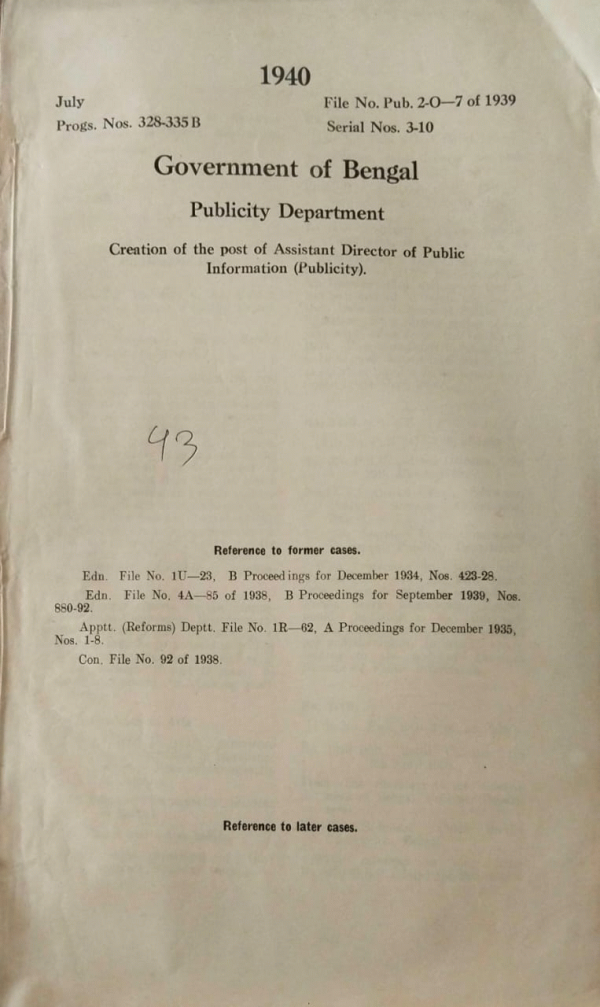 1940
July
File No. Pub. 2-O—7 of 1939
Progs. Nos. 328-335 B
Serial Nos. 3-10
Government of Bengal
Publicity Department
Creation of the post of Assistant Director of Public
Information (Publicity).
43
Reference to former cases.
Edn. File No. 1U—23, B Proceedings for December 1934, Nos. 423-28.
Edn. File No. 4A—85 of 1938, B Proceedings for September 1939, Nos.
880-92.
Apptt. (Reforms) Deptt. File No. 1R—62, A Proceedings for December 1935,
Nos. 1-8.
Con. File No. 92 of 1938.
Reference to later cases.